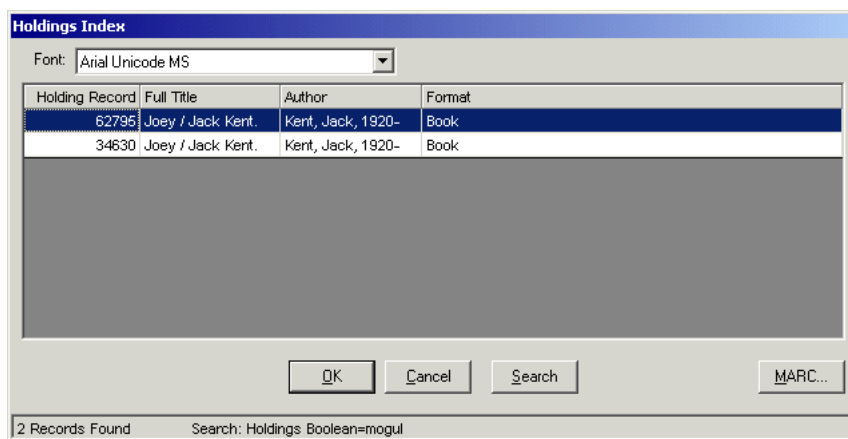 Holdings Index
Font: Arial Unicode MS
Holding Record Full Title Author Format
62795 Joey / Jack Kent. Kent, Jack, 1920- Book
34630 Joey / Jack Kent. Kent, Jack, 1920- Book
OK Cancel Search MARC...
2 Records Found Search: Holdings Boolean=mogul